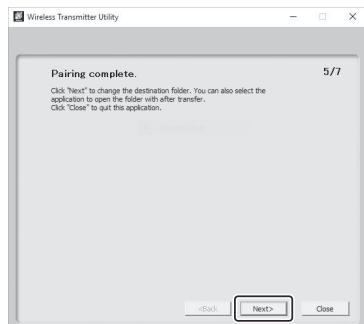 Wireless Transmitter Utility
Pairing complete.
5/7
Click "Next" to change the destination folder. You can also select the
application to open the folder with after transfer.
Click "Close" to quit this application.
<Back
Next>
Close